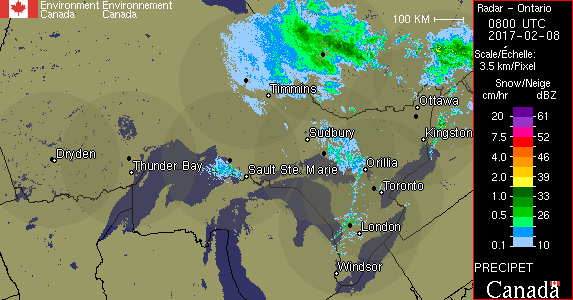 Environment Environnement
Canada Canada
100 KM
Timmins
Ottawa
Sudbury
Kingston
Dryden
Thunder Bay
Sault Ste. Marie
Orillia
Toronto
London
Windsor
Radar - Ontario
0800 UTC
2017-02-08
Scale/Échelle:
3.5 km/Pixel
Snow/Neige
cm/hr dBZ
20 61
7.5 52
4.0 46
2.0 39
1.0 33
0.5 26
0.1 10
PRECIPET
Canada